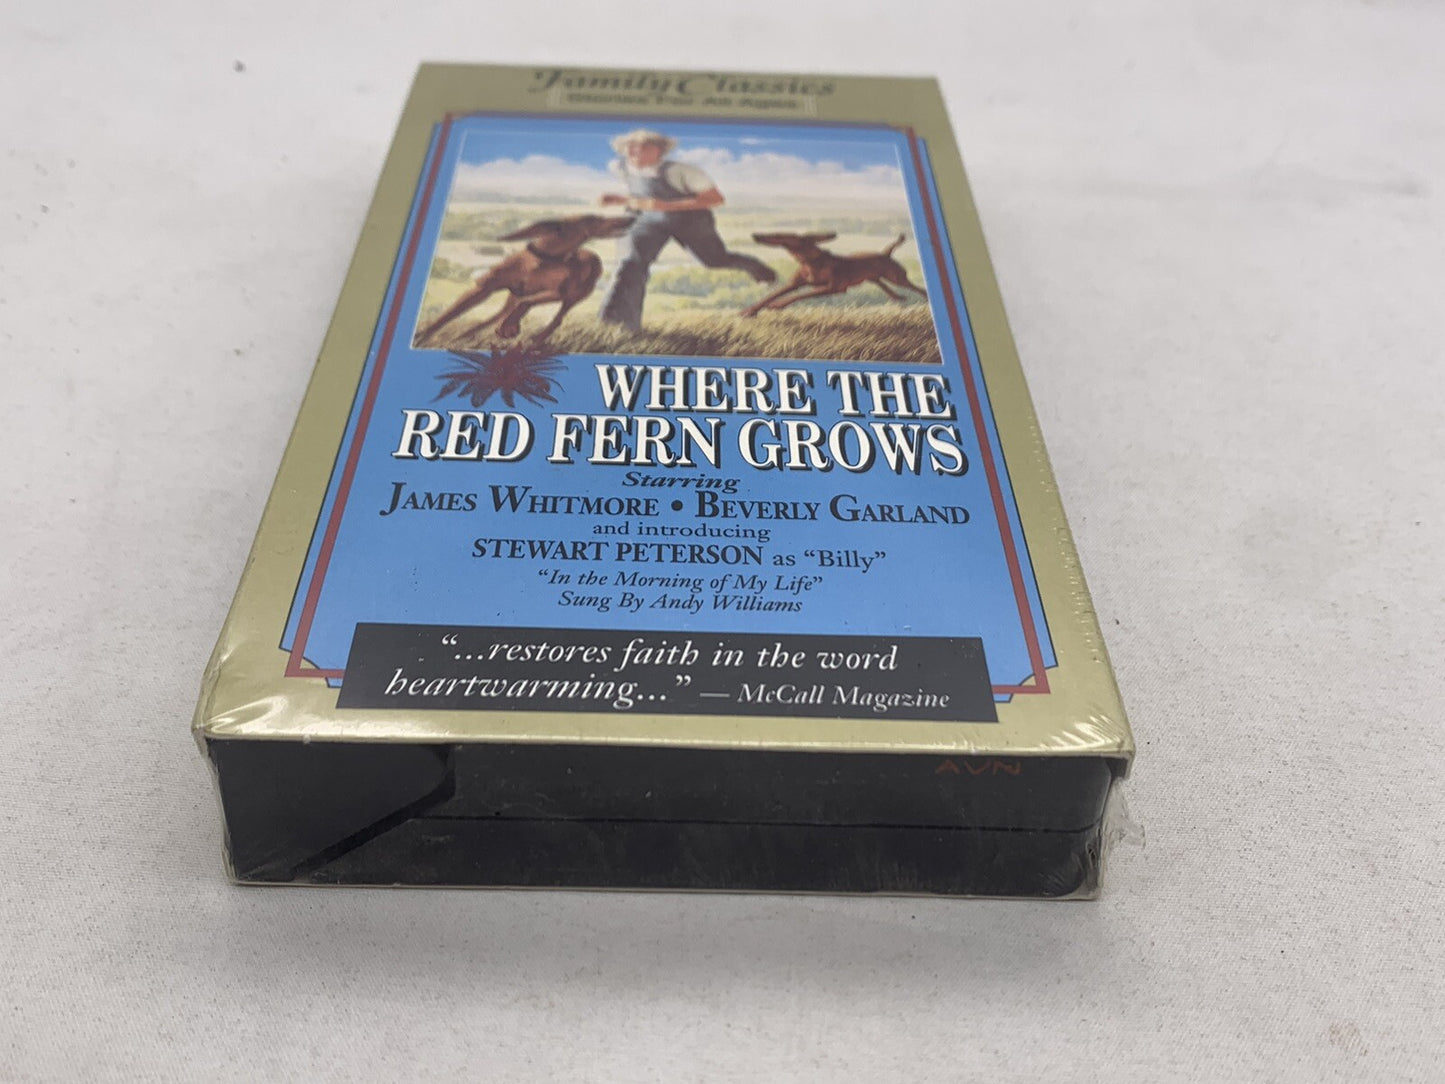 Family Classics
Stories For All Ages
WHERE THE
RED FERN GROWS
Starring
JAMES WHITMORE • BEVERLY GARLAND
and introducing
STEWART PETERSON as “Billy”
“In the Morning of My Life”
Sung By Andy Williams
“...restores faith in the word
heartwarming...” — McCall Magazine
AVN